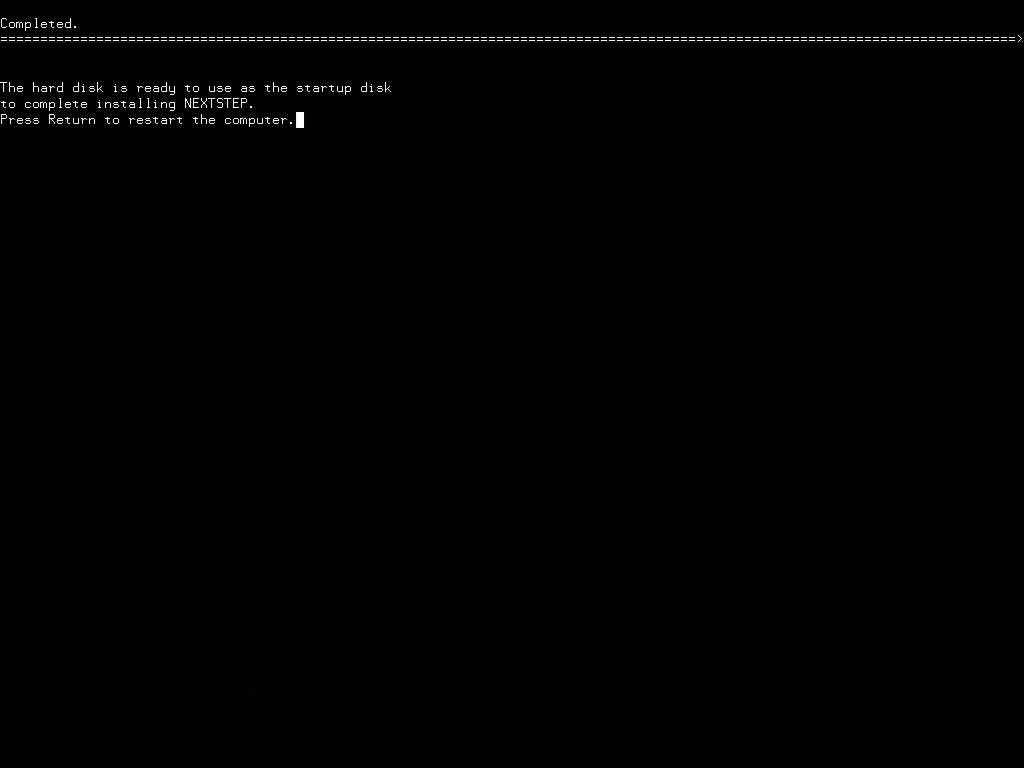 Completed.
==============================================================================================================================>
The hard disk is ready to use as the startup disk
to complete installing NEXTSTEP.
Press Return to restart the computer.